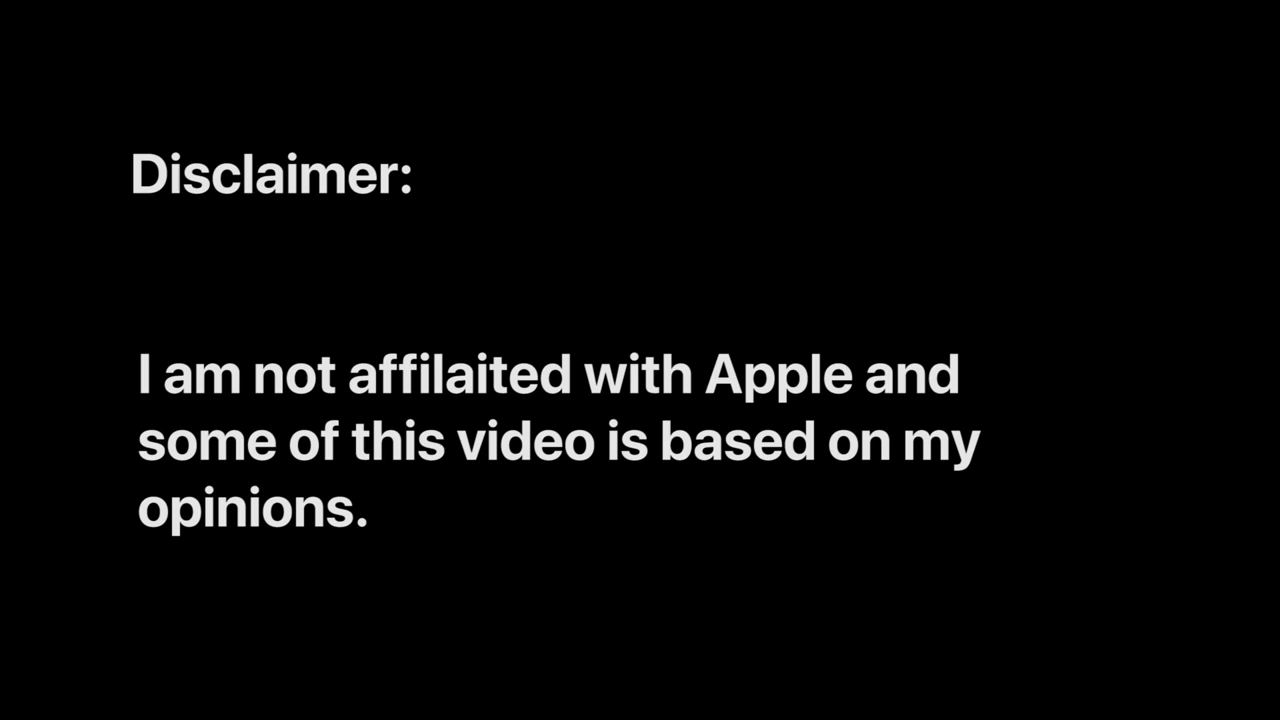 Disclaimer:
I am not affilaited with Apple and
some of this video is based on my
opinions.